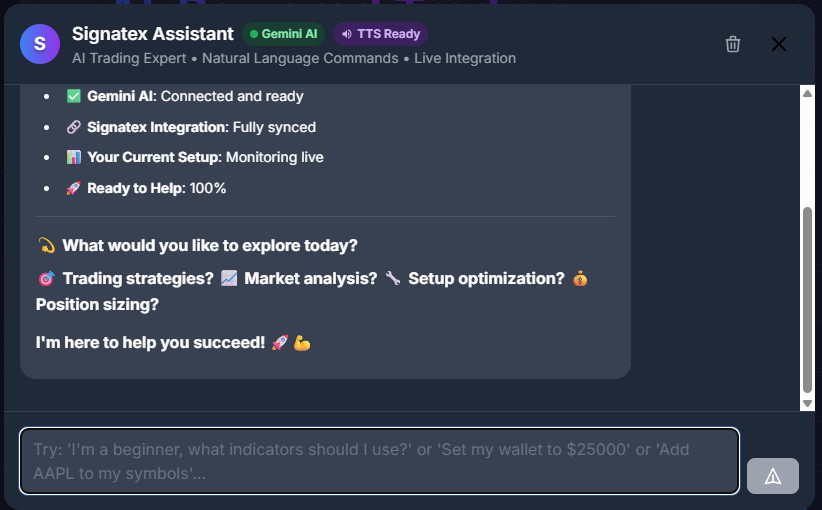 Signatex Assistant
Gemini AI
TTS Ready
AI Trading Expert • Natural Language Commands • Live Integration
• ✅ Gemini AI: Connected and ready
• 🔗 Signatex Integration: Fully synced
• 📊 Your Current Setup: Monitoring live
• 🚀 Ready to Help: 100%
💫 What would you like to explore today?
🎯 Trading strategies? 📈 Market analysis? 🔧 Setup optimization? 💰
Position sizing?
I'm here to help you succeed! 🚀 💪
Try: 'I'm a beginner, what indicators should I use?' or 'Set my wallet to $25000' or 'Add
AAPL to my symbols'...
S